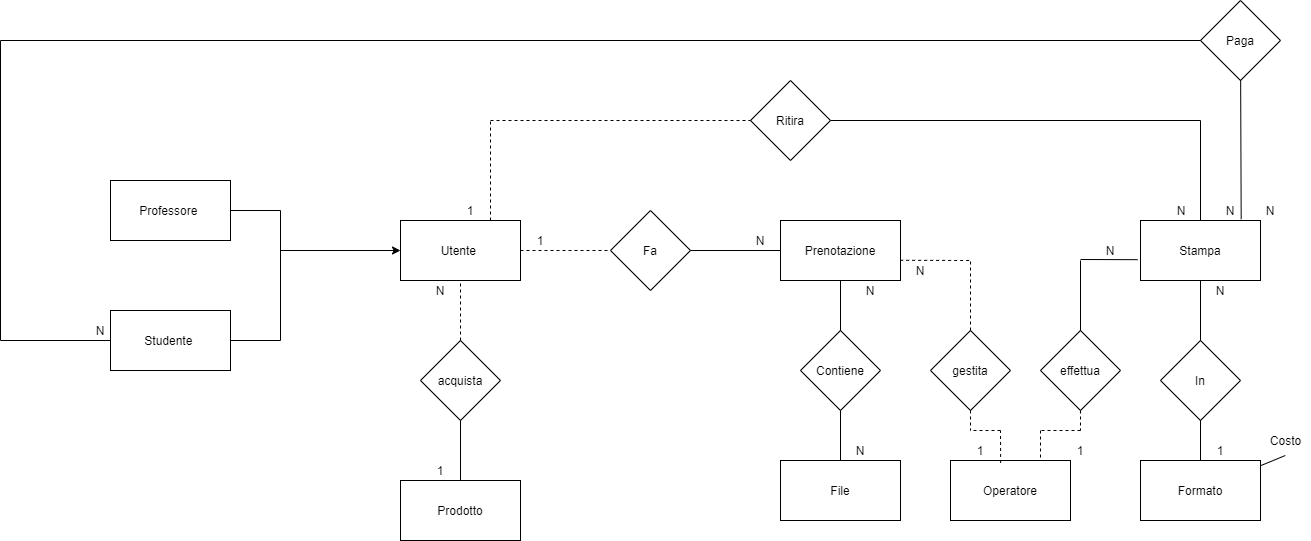 Paga
Ritira
Professore
1
N
N
N
Utente
1
Fa
N
Prenotazione
N
N
Stampa
N
N
N
N
Studente
acquista
Contiene
gestita
effettua
In
Costo
1
N
1
1
1
Prodotto
File
Operatore
Formato